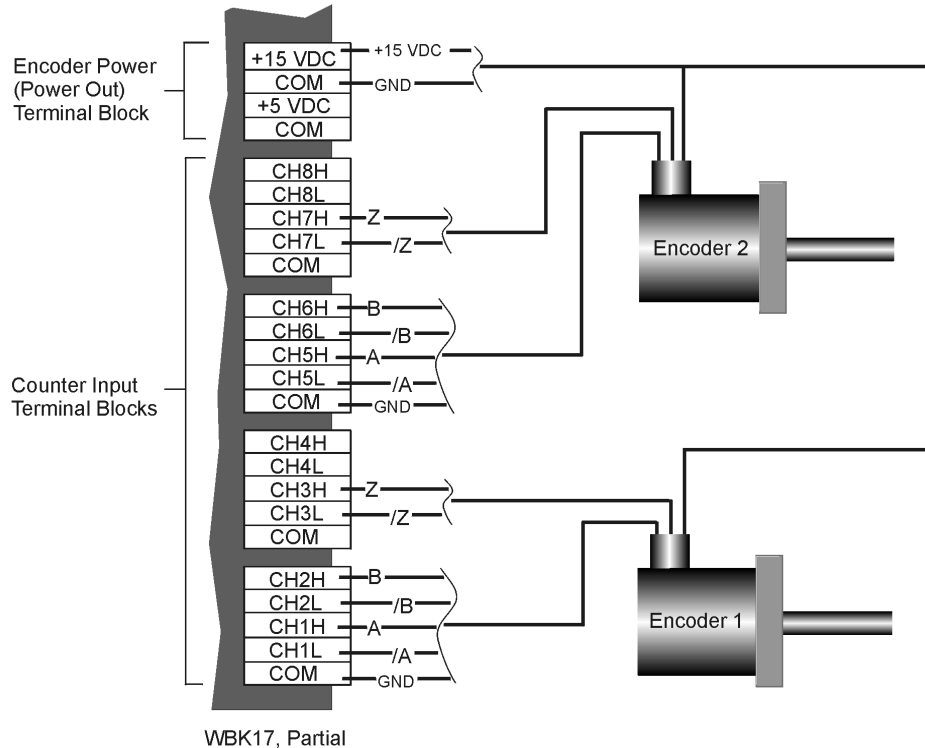 Encoder Power
(Power Out)
Terminal Block
+15 VDC
COM
+5 VDC
COM
+15 VDC
GND
CH8H
CH8L
CH7H
CH7L
COM
Z
/Z
Encoder 2
CH6H
CH6L
CH5H
CH5L
COM
B
/B
A
/A
GND
Counter Input
Terminal Blocks
CH4H
CH4L
CH3H
CH3L
COM
Z
/Z
CH2H
CH2L
CH1H
CH1L
COM
B
/B
A
/A
GND
Encoder 1
WBK17, Partial